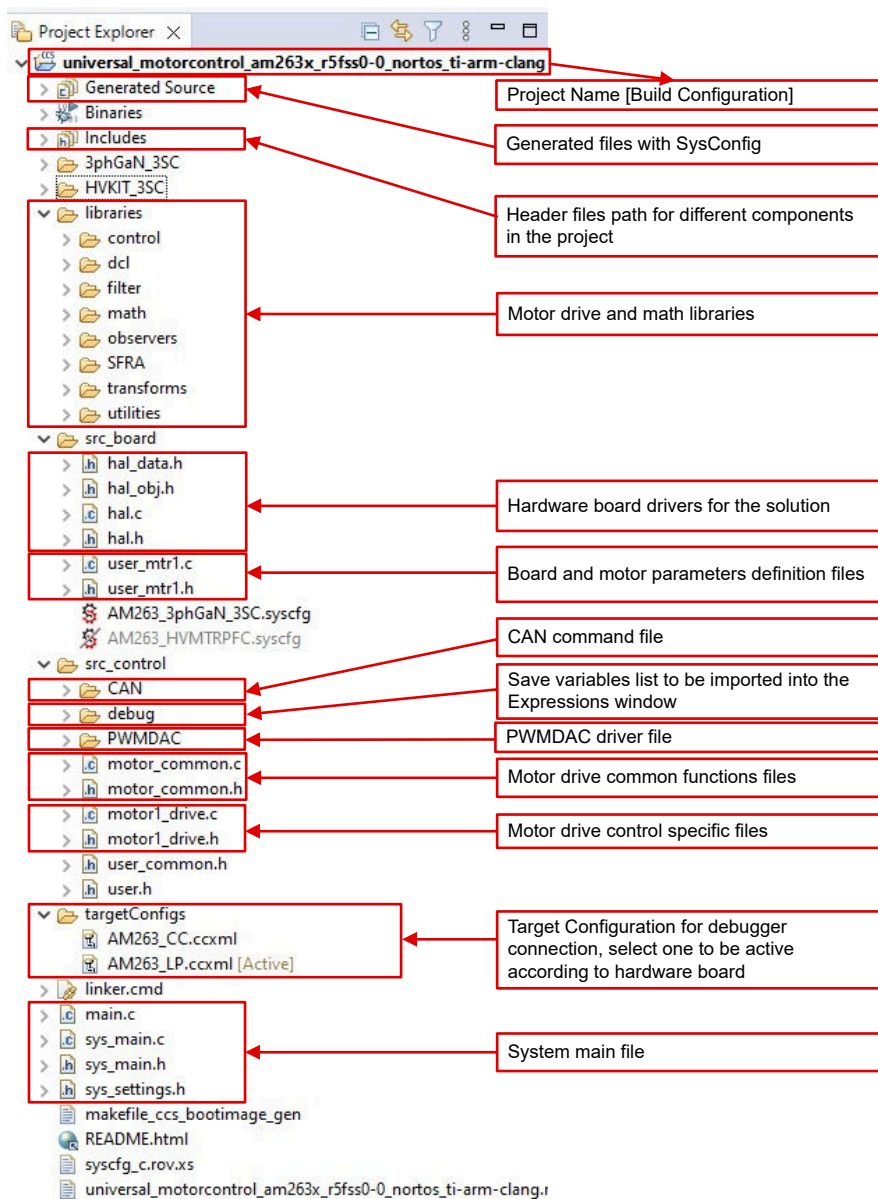 Project Explorer
universal_motorcontrol_am263x_r5fss0-0_nortos_ti-arm-clang
Project Name [Build Configuration]
Generated Source
Binaries
Generated files with SysConfig
Includes
3phGaN_3SC
HVKIT_3SC
Header files path for different components
in the project
libraries
control
dcl
filter
math
Motor drive and math libraries
observers
SFRA
transforms
utilities
src_board
hal_data.h
hal_obj.h
hal.c
hal.h
Hardware board drivers for the solution
user_mtr1.c
user_mtr1.h
Board and motor parameters definition files
AM263_3phGaN_3SC.syscfg
AM263_HVMTRPFC.syscfg
CAN command file
src_control
CAN
debug
Save variables list to be imported into the
Expressions window
PWMDAC
PWMDAC driver file
motor_common.c
motor_common.h
Motor drive common functions files
motor1_drive.c
motor1_drive.h
Motor drive control specific files
user_common.h
user.h
targetConfigs
AM263_CC.ccxml
AM263_LP.ccxml [Active]
Target Configuration for debugger
connection, select one to be active
according to hardware board
linker.cmd
main.c
sys_main.c
sys_main.h
sys_settings.h
System main file
makefile_ccs_bootimage_gen
README.html
syscfg_c.rov.xs
universal_motorcontrol_am263x_r5fss0-0_nortos_ti-arm-clang.r